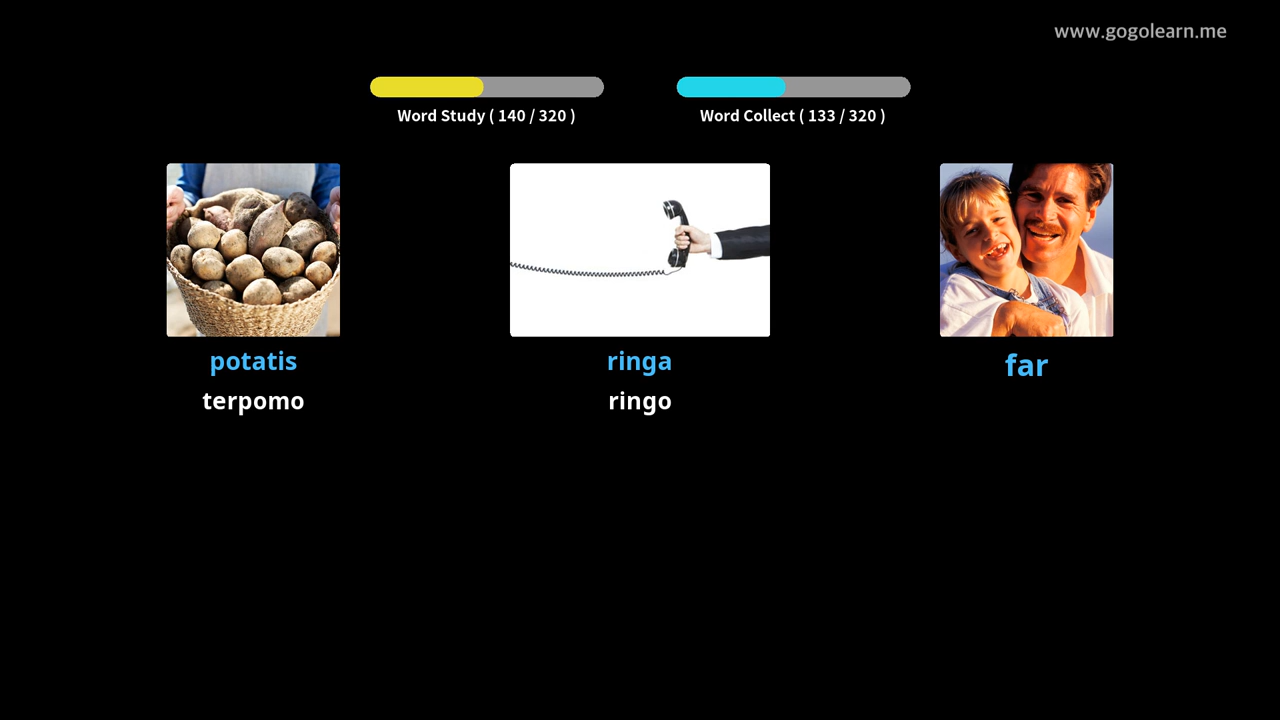 www.gogolearn.me
Word Study ( 140 / 320 )
Word Collect ( 133 / 320 )
potatis
terpomo
ringa
ringo
far